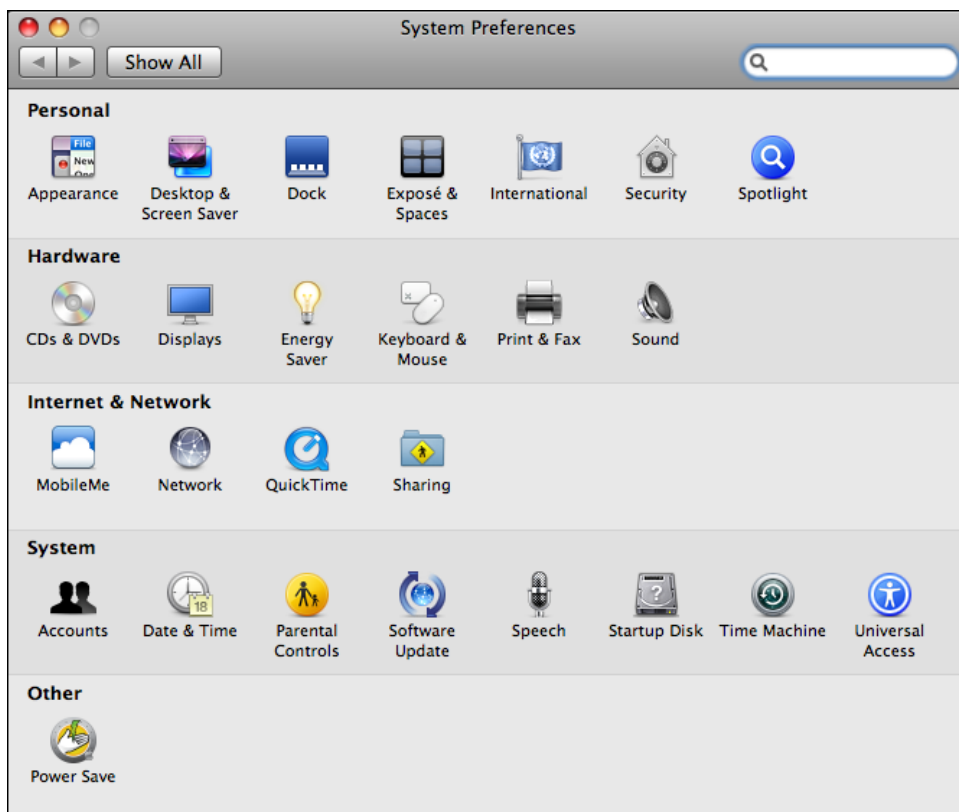 System Preferences
Show All
Personal
File
New
One
Appearance
Desktop &
Screen Saver
Dock
Exposé &
Spaces
International
Security
Spotlight
Hardware
CDs & DVDs
Displays
Energy
Saver
Keyboard &
Mouse
Print & Fax
Sound
Internet & Network
MobileMe
Network
QuickTime
Sharing
System
18
?
Accounts
Date & Time
Parental
Controls
Software
Update
Speech
Startup Disk
Time Machine
Universal
Access
Other
Power Save